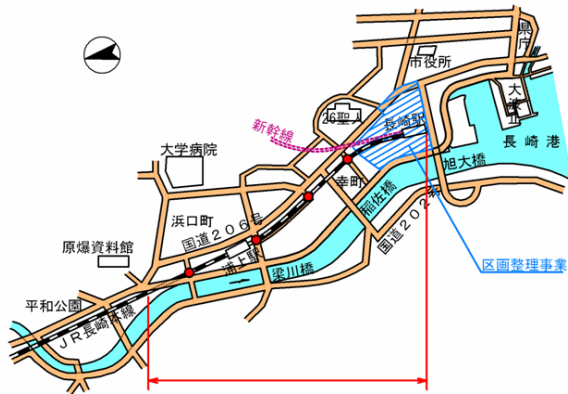 県庁
市役所
大波止
26聖人
長崎駅
新幹線
長崎港
大学病院
旭大橋
幸町
稲佐橋
浜口町
国道206号
国道202号
区画整理事業
原爆資料館
浦上駅
梁川橋
平和公園
JR長崎本線